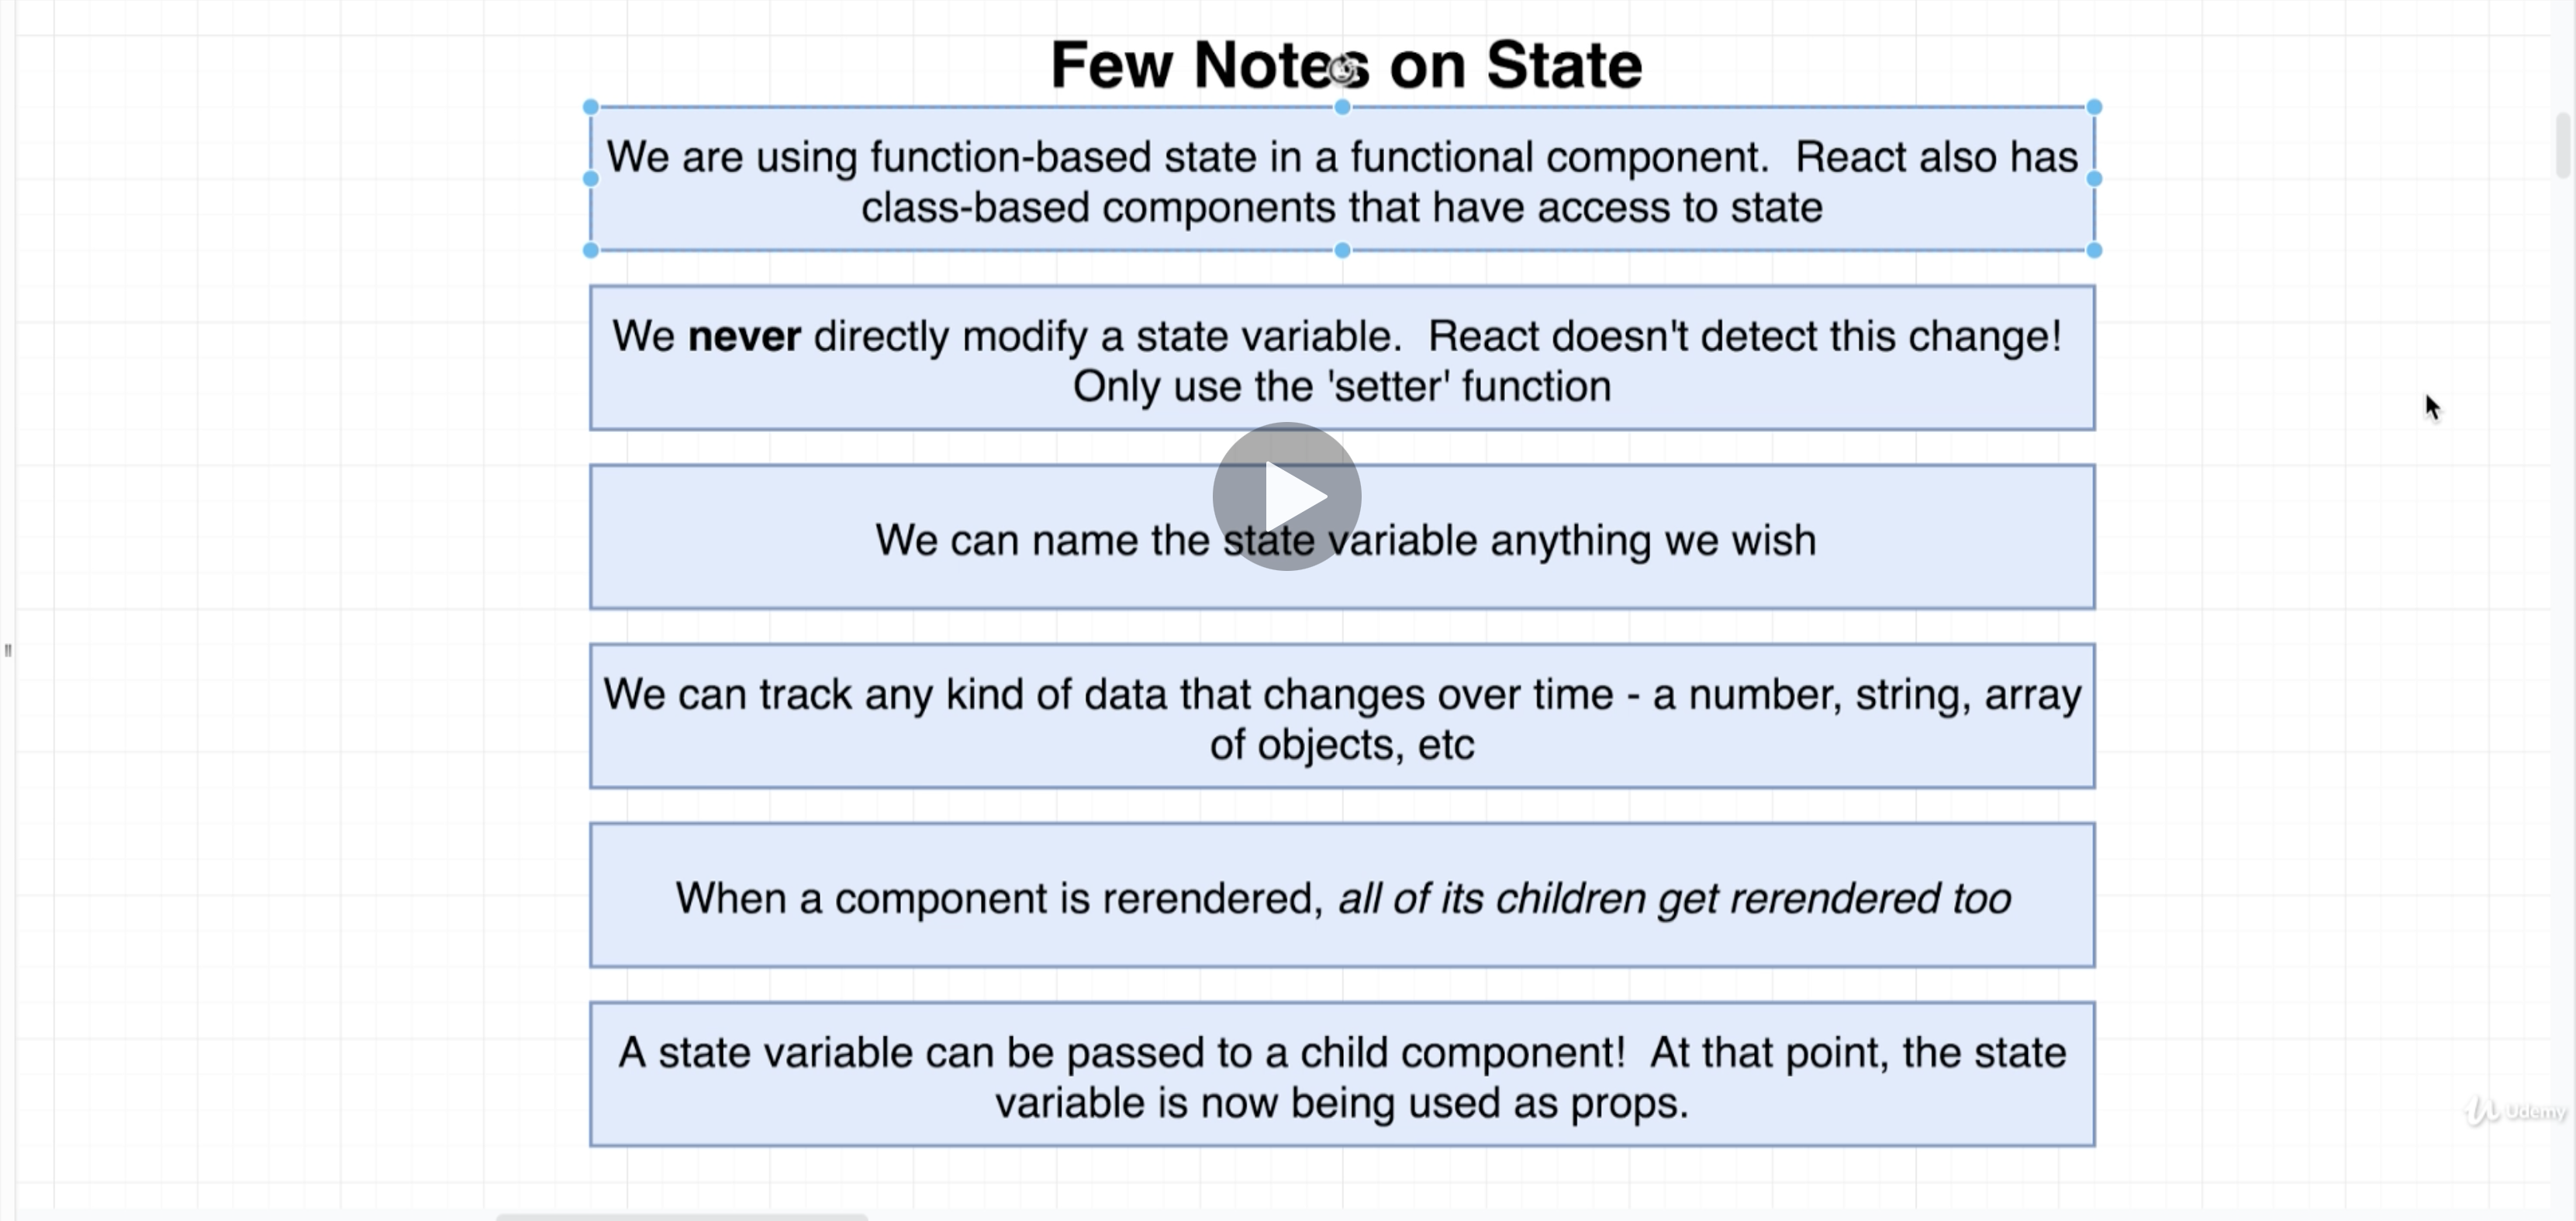 Few Notes on State
We are using function-based state in a functional component.  React also has
class-based components that have access to state
We never directly modify a state variable.  React doesn't detect this change!
Only use the 'setter' function
We can name the state variable anything we wish
We can track any kind of data that changes over time - a number, string, array
of objects, etc
When a component is rerendered, all of its children get rerendered too
A state variable can be passed to a child component!  At that point, the state
variable is now being used as props.
Udemy